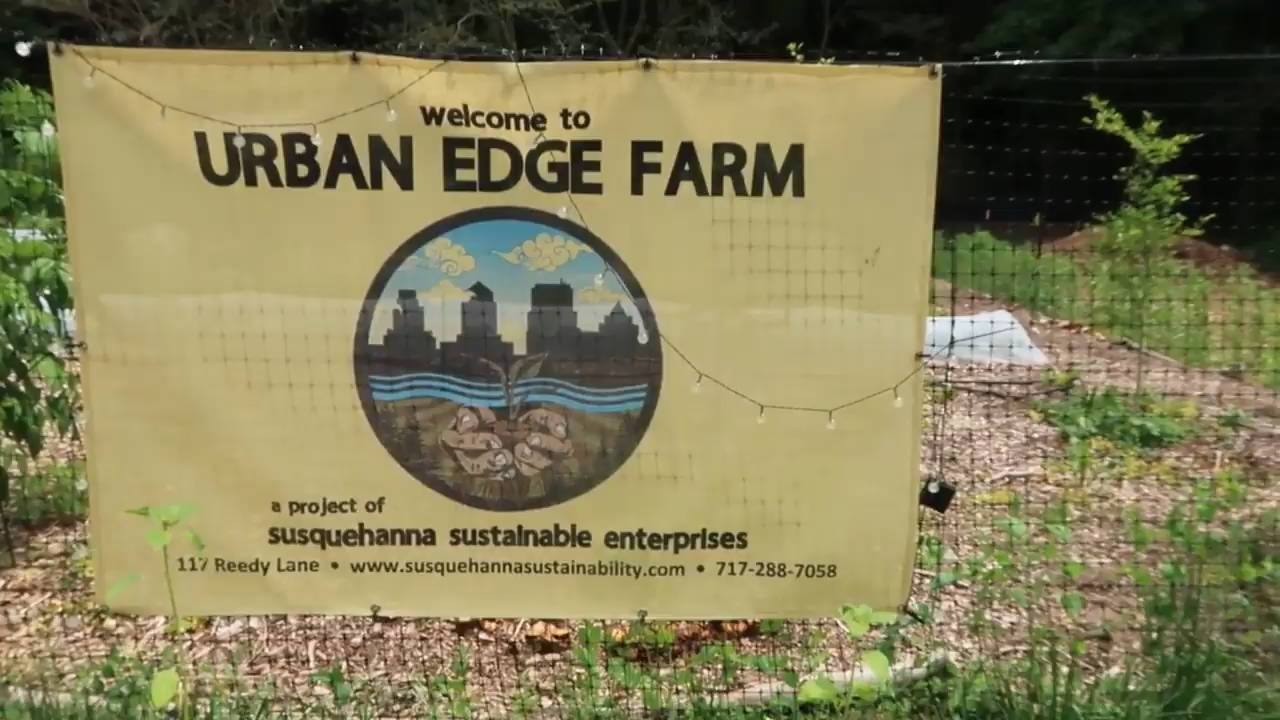 welcome to
URBAN EDGE FARM
a project of
susquehanna sustainable enterprises
117 Reedy Lane • www.susquehannasustainability.com • 717-288-7058